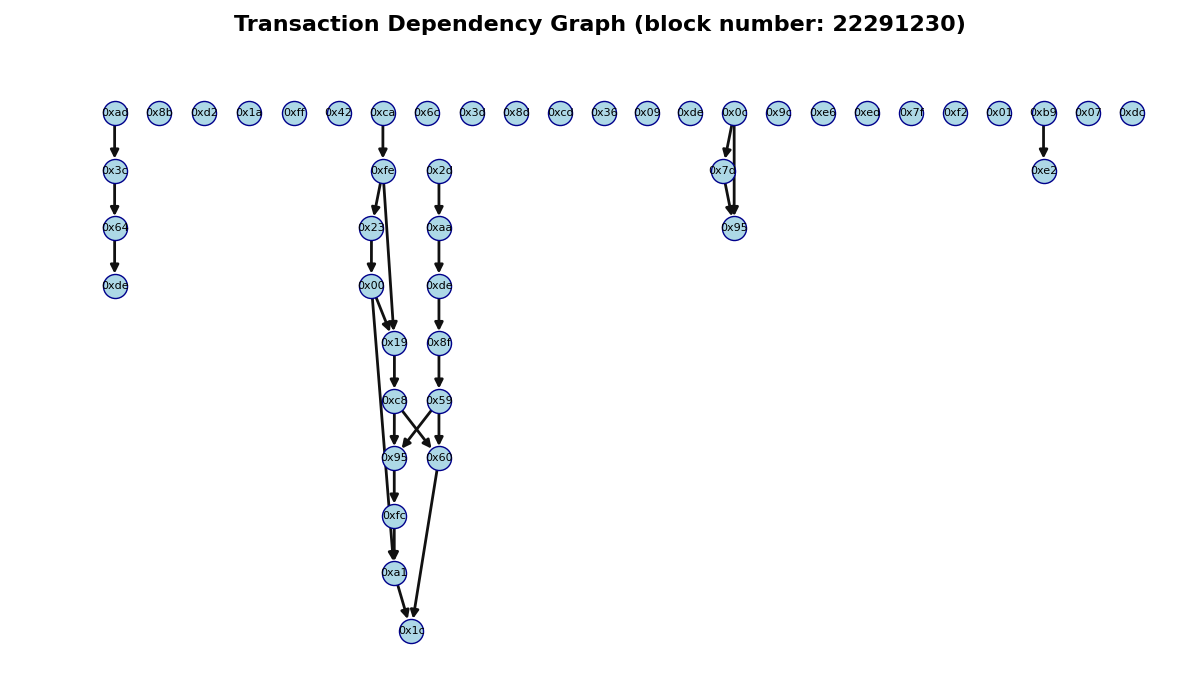 Transaction Dependency Graph (block number: 22291230)
0xad 0x8b 0xd2 0x1a 0xff 0x42 0xca 0x6c 0x3d 0x8d 0xcd 0x36 0x09 0xde 0x0c 0x9c 0xe6 0xed 0x7f 0xf2 0x01 0xb9 0x07 0xdc
0x3c 0xfe 0x2d 0x7d 0xe2
0x64 0x23 0xaa 0x95
0xde 0x00 0xde
0x19 0x8f
0xc8 0x59
0x95 0x60
0xfc
0xa1
0x1c